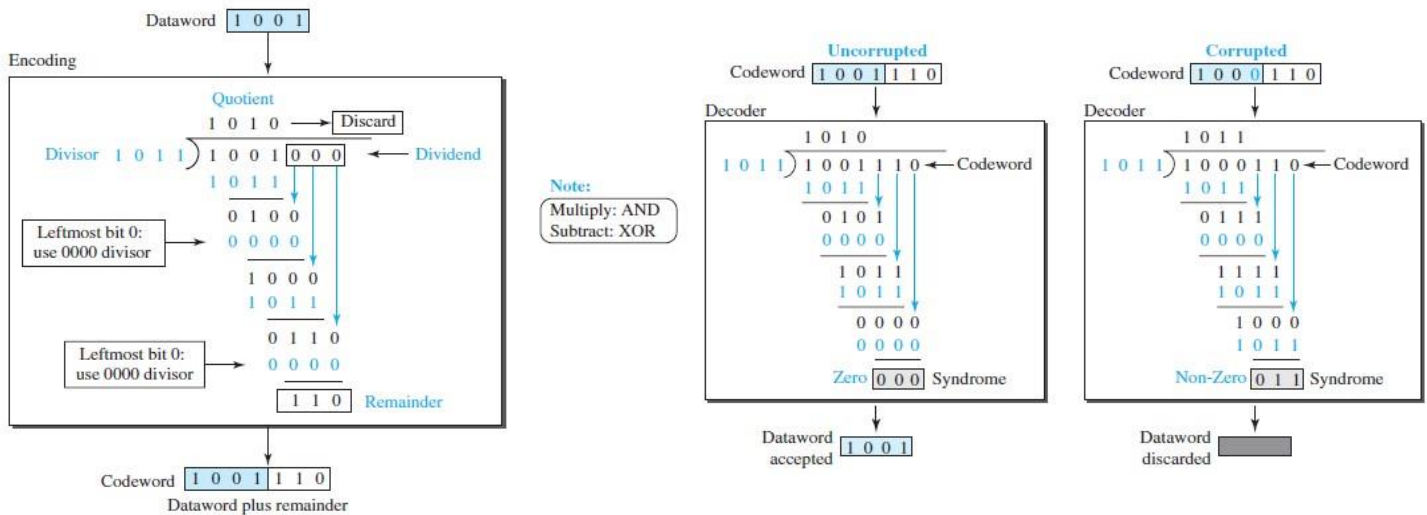 Dataword 1 0 0 1
Encoding
Quotient
1 0 1 0 Discard
Divisor 1 0 1 1 ) 1 0 0 1 0 0 0 Dividend
1 0 1 1
0 1 0 0
Leftmost bit 0:
use 0000 divisor
0 0 0 0
1 0 0 0
1 0 1 1
0 1 1 0
Leftmost bit 0:
use 0000 divisor
0 0 0 0
1 1 0 Remainder
Codeword 1 0 0 1 1 1 0
Dataword plus remainder
Note:
Multiply: AND
Subtract: XOR
Uncorrupted
Codeword 1 0 0 1 1 1 0
Decoder
1 0 1 0
1 0 1 1 ) 1 0 0 1 1 1 0 Codeword
1 0 1 1
0 1 0 1
0 0 0 0
1 0 1 1
1 0 1 1
0 0 0 0
0 0 0 0
Zero 0 0 0 Syndrome
Dataword
accepted
1 0 0 1
Corrupted
Codeword 1 0 0 0 1 1 0
Decoder
1 0 1 1
1 0 1 1 ) 1 0 0 0 1 1 0 Codeword
1 0 1 1
0 1 1 1
0 0 0 0
1 1 1 1
1 0 1 1
1 0 0 0
1 0 1 1
Non-Zero 0 1 1 Syndrome
Dataword
discarded